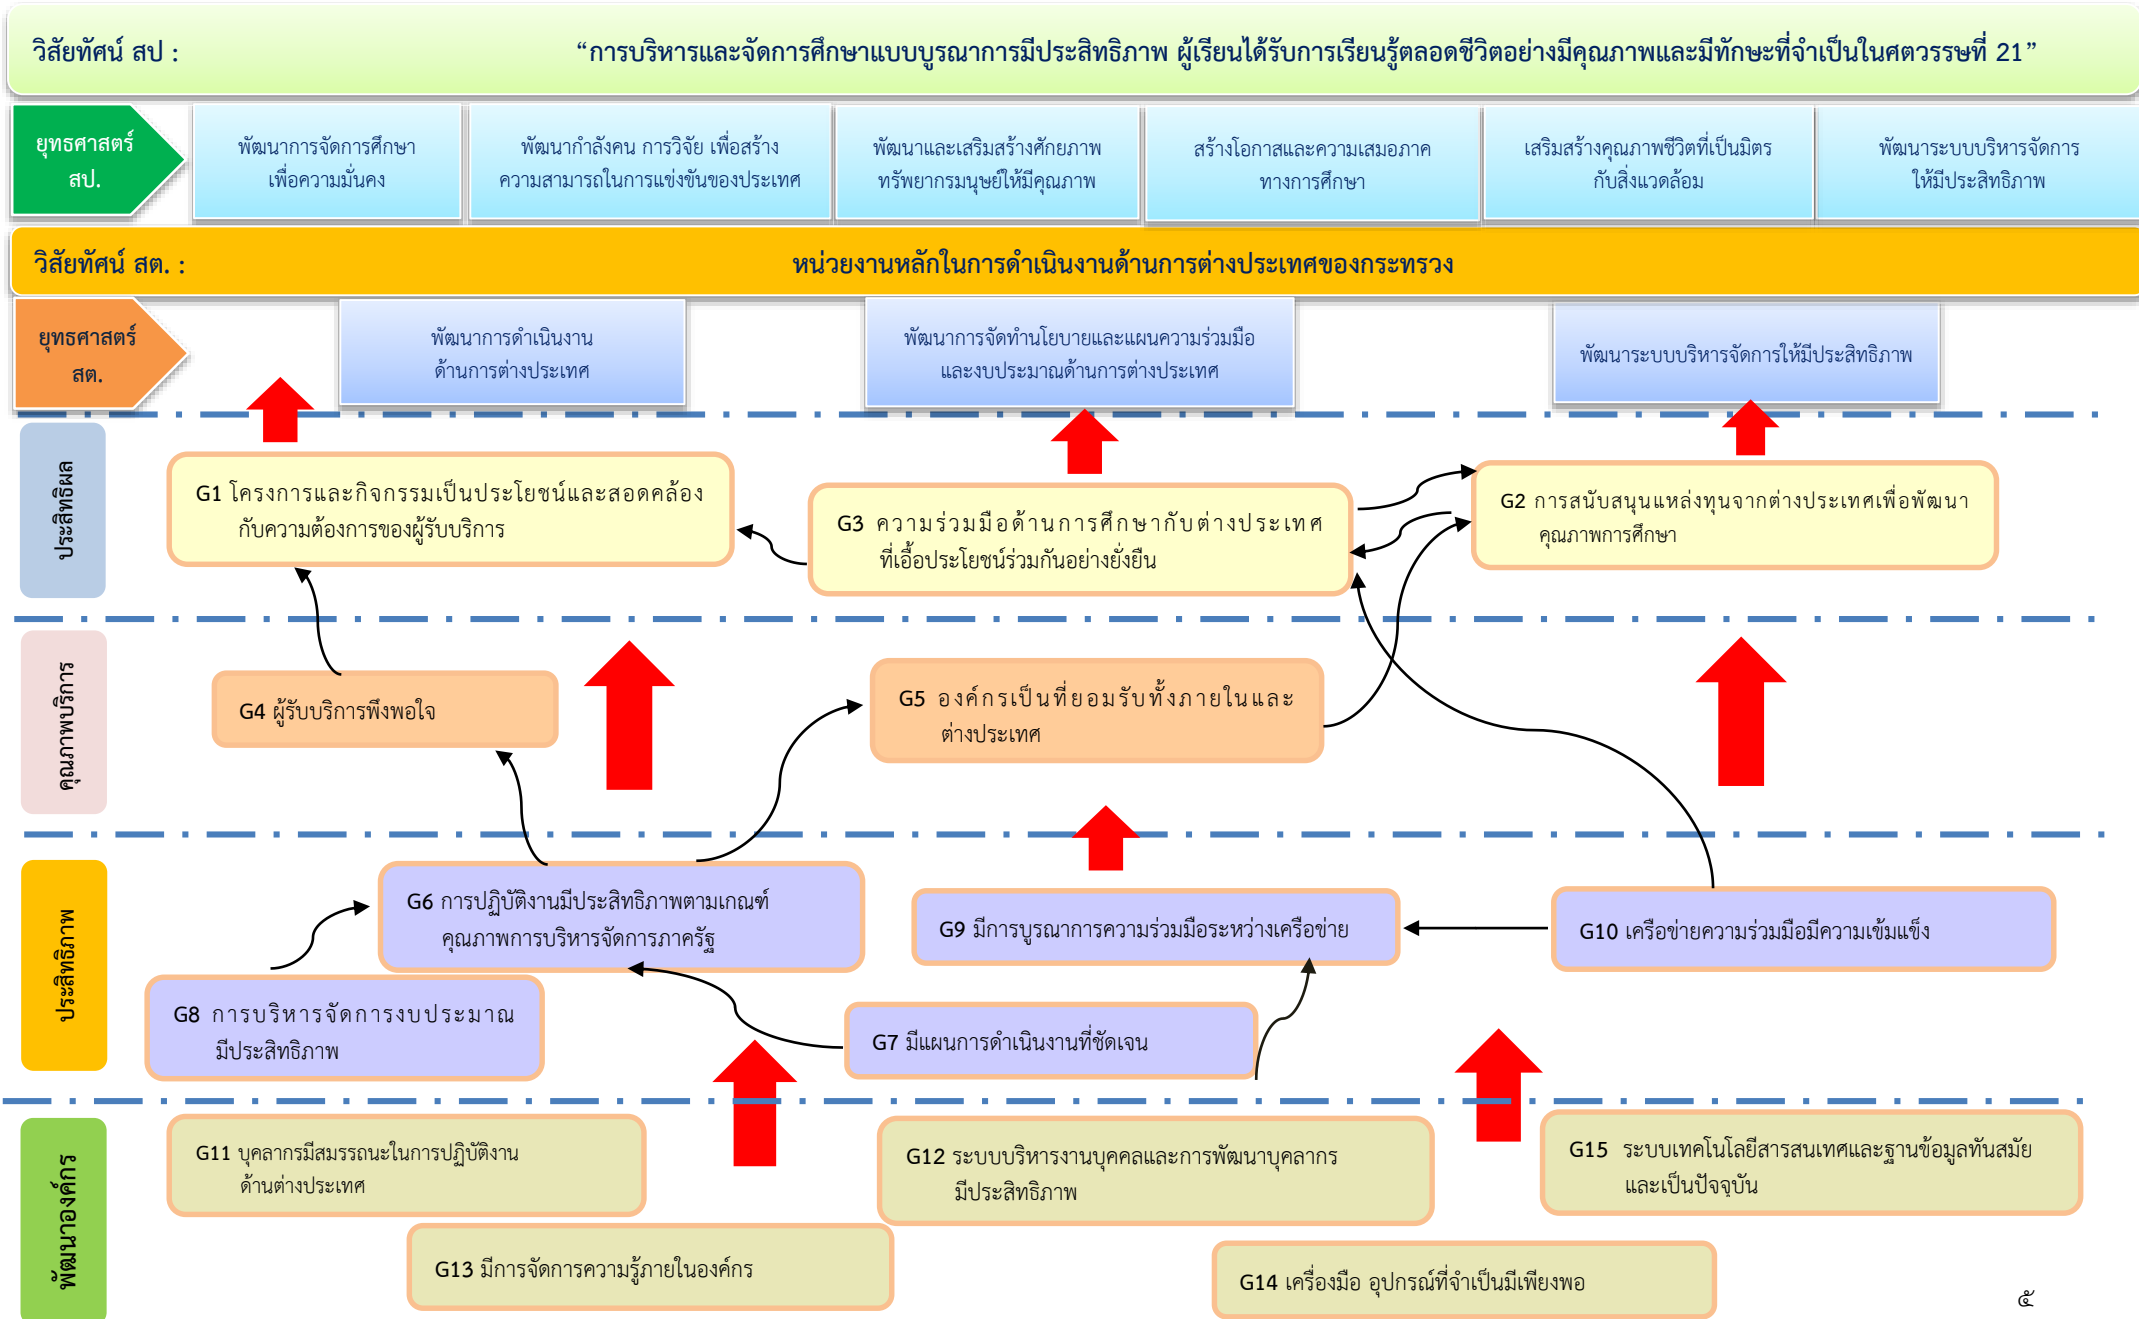 วิสัยทัศน์ สป : “การบริหารและจัดการศึกษาแบบบูรณาการมีประสิทธิภาพ ผู้เรียนได้รับการเรียนรู้ตลอดชีวิตอย่างมีคุณภาพและมีทักษะที่จำเป็นในศตวรรษที่ 21”
ยุทธศาสตร์
สป.
พัฒนาการจัดการศึกษา
เพื่อความมั่นคง
พัฒนากำลังคน การวิจัย เพื่อสร้าง
ความสามารถในการแข่งขันของประเทศ
พัฒนาและเสริมสร้างศักยภาพ
ทรัพยากรมนุษย์ให้มีคุณภาพ
สร้างโอกาสและความเสมอภาค
ทางการศึกษา
เสริมสร้างคุณภาพชีวิตที่เป็นมิตร
กับสิ่งแวดล้อม
พัฒนาระบบบริหารจัดการ
ให้มีประสิทธิภาพ
วิสัยทัศน์ สต. : หน่วยงานหลักในการดำเนินงานด้านการต่างประเทศของกระทรวง
ยุทธศาสตร์
สต.
พัฒนาการดำเนินงาน
ด้านการต่างประเทศ
พัฒนาการจัดทำนโยบายและแผนความร่วมมือ
และงบประมาณด้านการต่างประเทศ
พัฒนาระบบบริหารจัดการให้มีประสิทธิภาพ
ประสิทธิผล
G1 โครงการและกิจกรรมเป็นประโยชน์และสอดคล้อง
กับความต้องการของผู้รับบริการ
G3 ความร่วมมือด้านการศึกษากับต่างประเทศ
ที่เอื้อประโยชน์ร่วมกันอย่างยั่งยืน
G2 การสนับสนุนแหล่งทุนจากต่างประเทศเพื่อพัฒนา
คุณภาพการศึกษา
คุณภาพบริการ
G4 ผู้รับบริการพึงพอใจ
G5 องค์กรเป็นที่ยอมรับทั้งภายในและ
ต่างประเทศ
ประสิทธิภาพ
G6 การปฏิบัติงานมีประสิทธิภาพตามเกณฑ์
คุณภาพการบริหารจัดการภาครัฐ
G9 มีการบูรณาการความร่วมมือระหว่างเครือข่าย
G10 เครือข่ายความร่วมมือมีความเข้มแข็ง
G8 การบริหารจัดการงบประมาณ
มีประสิทธิภาพ
G7 มีแผนการดำเนินงานที่ชัดเจน
พัฒนาองค์กร
G11 บุคลากรมีสมรรถนะในการปฏิบัติงาน
ด้านต่างประเทศ
G12 ระบบบริหารงานบุคคลและการพัฒนาบุคลากร
มีประสิทธิภาพ
G15 ระบบเทคโนโลยีสารสนเทศและฐานข้อมูลทันสมัย
และเป็นปัจจุบัน
G13 มีการจัดการความรู้ภายในองค์กร
G14 เครื่องมือ อุปกรณ์ที่จำเป็นมีเพียงพอ
๕